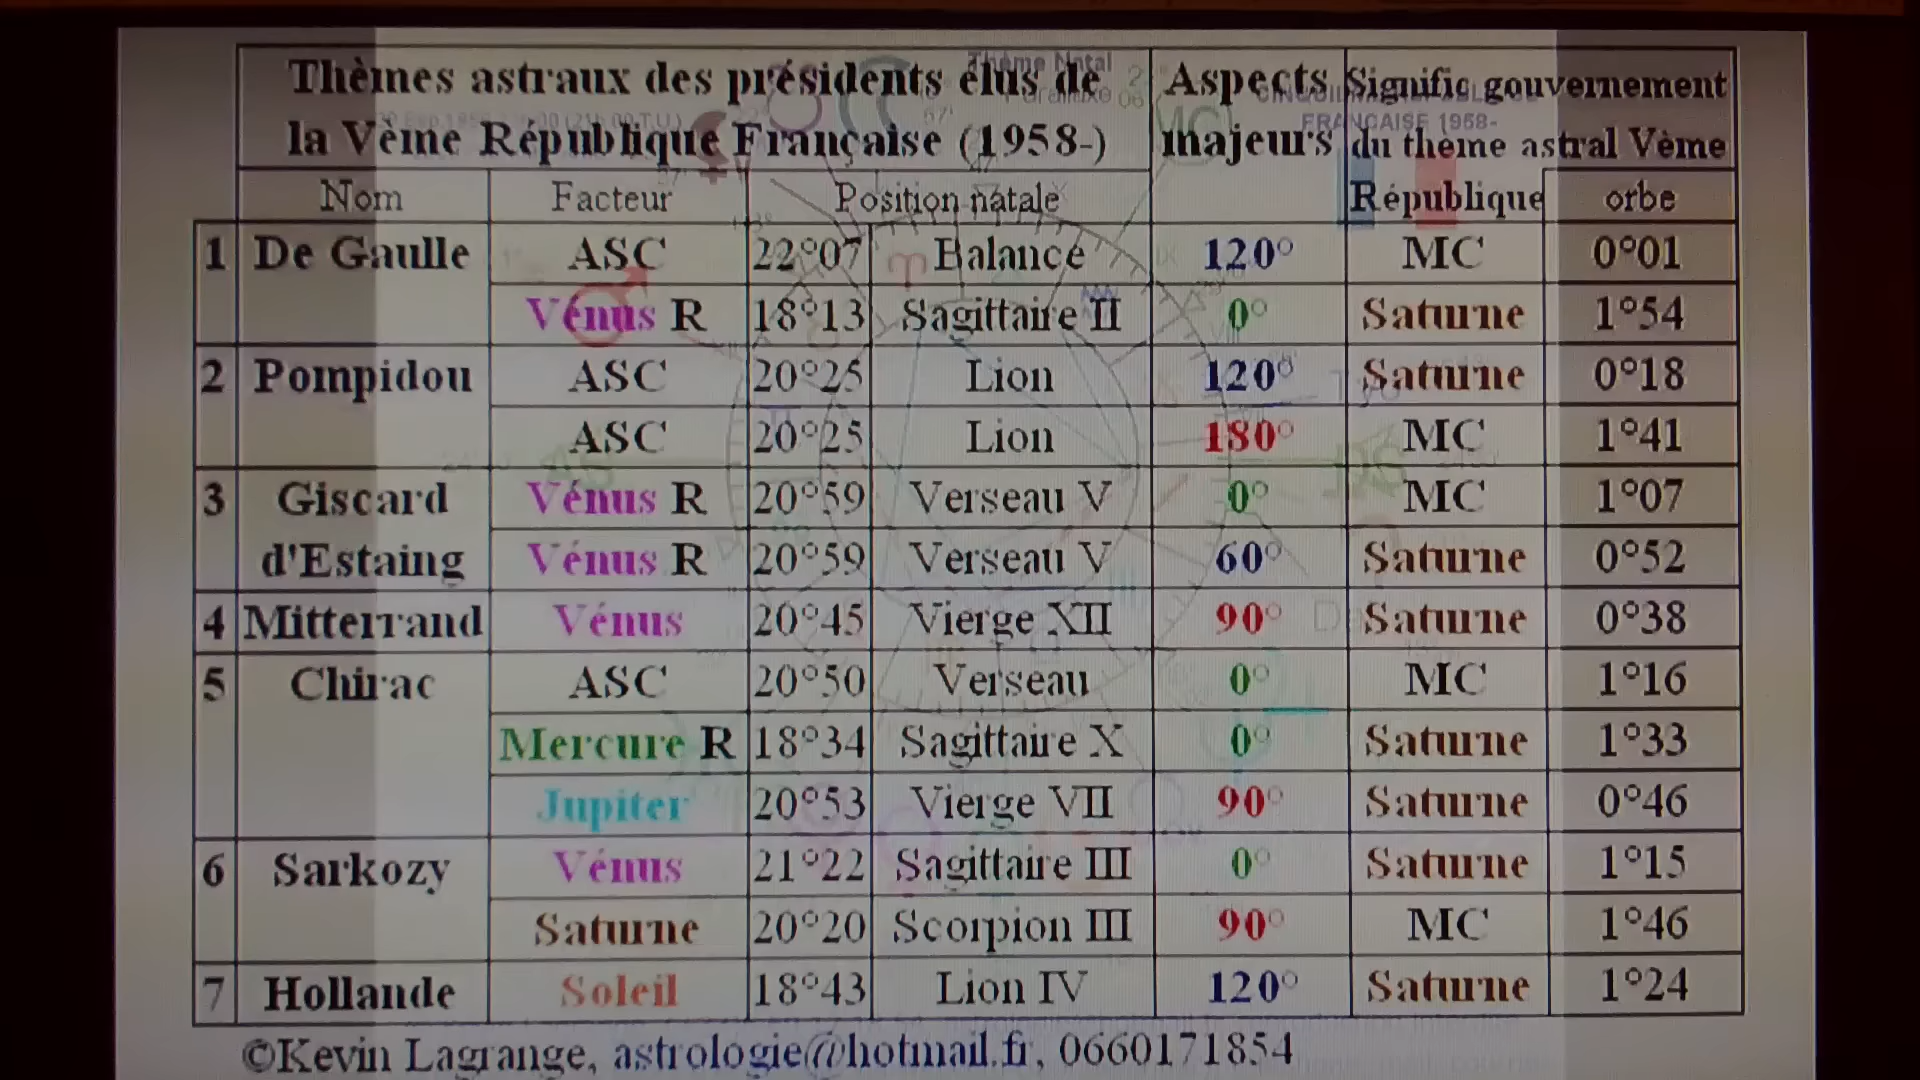 Thèmes astraux des présidents élus de
la Vème République Française (1958-)
Aspects
majeurs
Signific gouvernement
du thème astral Vème
République
orbe
Nom Facteur Position natale
1 De Gaulle ASC 22°07 Balance 120° MC 0°01
Vénus R 18°13 Sagittaire II 0° Saturne 1°54
2 Pompidou ASC 20°25 Lion 120° Saturne 0°18
ASC 20°25 Lion 180° MC 1°41
3 Giscard Vénus R 20°59 Verseau V 0° MC 1°07
d'Estaing Vénus R 20°59 Verseau V 60° Saturne 0°52
4 Mitterrand Vénus 20°45 Vierge XII 90° Saturne 0°38
5 Chirac ASC 20°50 Verseau 0° MC 1°16
Mercure R 18°34 Sagittaire X 0° Saturne 1°33
Jupiter 20°53 Vierge VII 90° Saturne 0°46
6 Sarkozy Vénus 21°22 Sagittaire III 0° Saturne 1°15
Saturne 20°20 Scorpion III 90° MC 1°46
7 Hollande Soleil 18°43 Lion IV 120° Saturne 1°24
©Kevin Lagrange, astrologie@hotmail.fr, 0660171854
Thème Natal
FRANCAISE 1958-